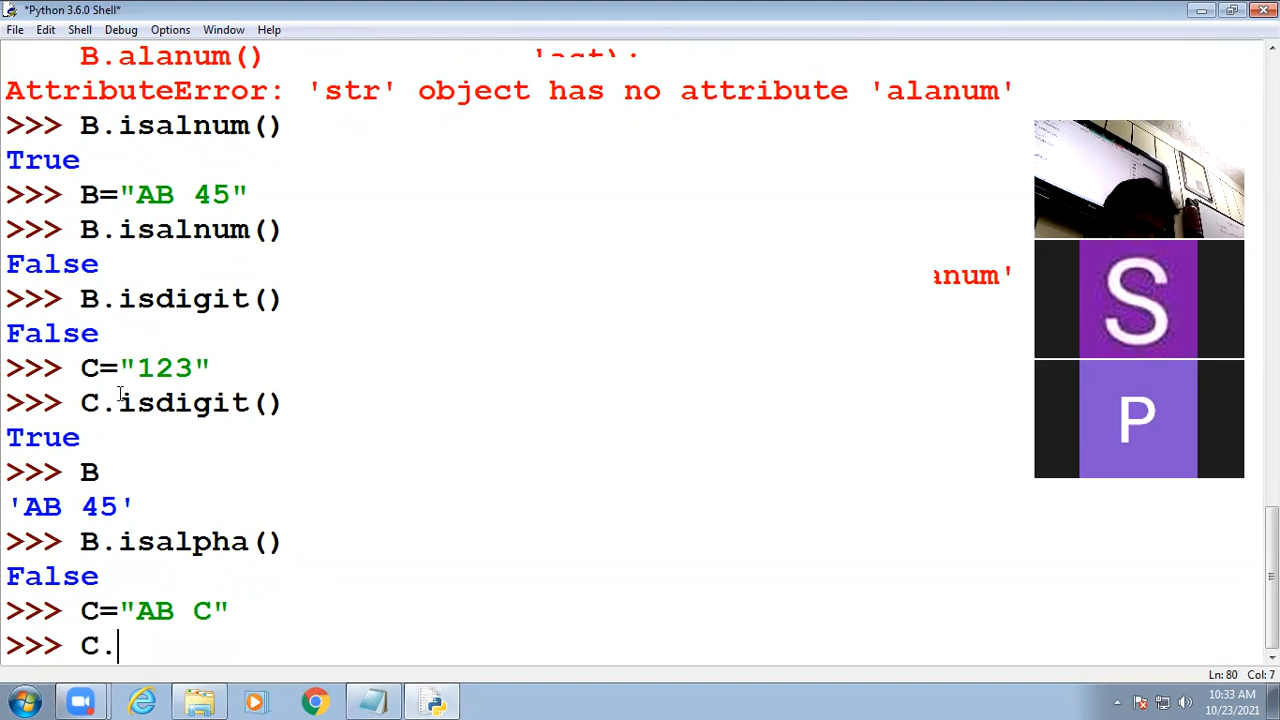 *Python 3.6.0 Shell*
File Edit Shell Debug Options Window Help
B.alanum()
AttributeError: 'str' object has no attribute 'alanum'
>>> B.isalnum()
True
>>> B="AB 45"
>>> B.isalnum()
False
anum'
>>> B.isdigit()
False
>>> C="123"
>>> C.isdigit()
True
>>> B
'AB 45'
>>> B.isalpha()
False
>>> C="AB C"
>>> C.
S
P
Ln: 80 Col: 7
10:33 AM
10/23/2021